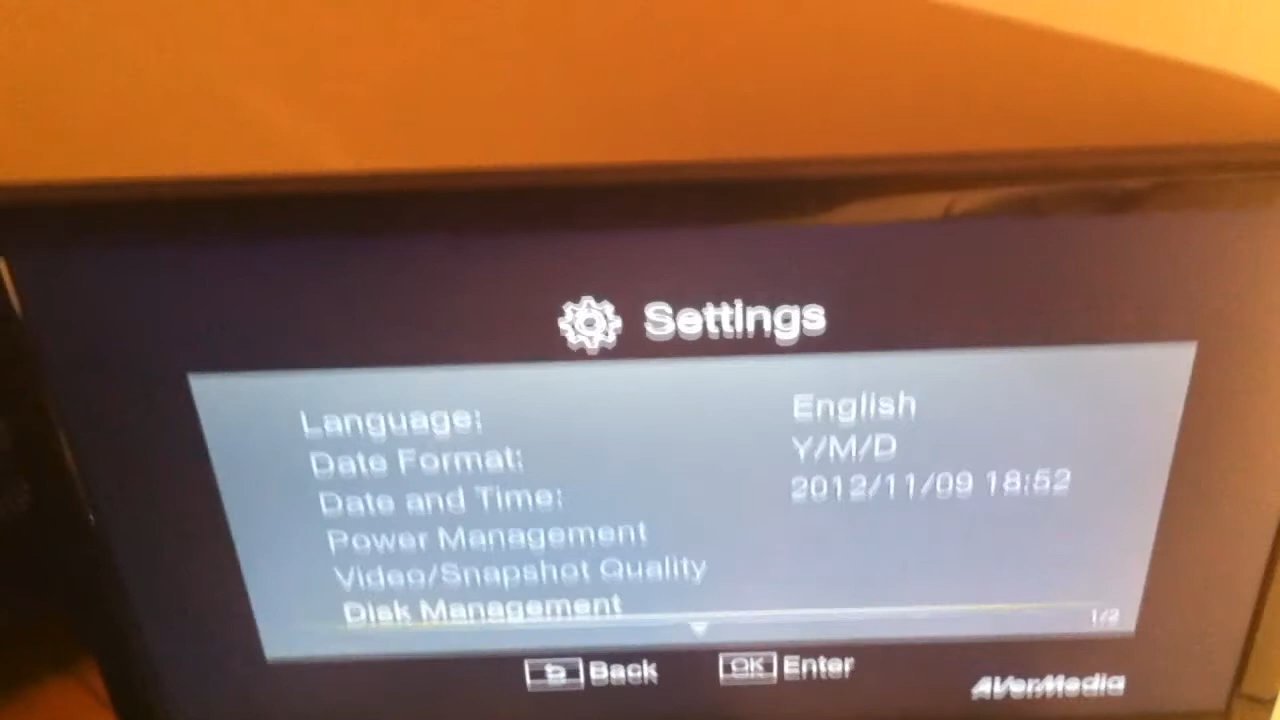 Settings
Language: English
Date Format: Y/M/D
Date and Time: 2012/11/09 18:52
Power Management
Video/Snapshot Quality
Disk Management
1/2
Back OK Enter
AVerMedia